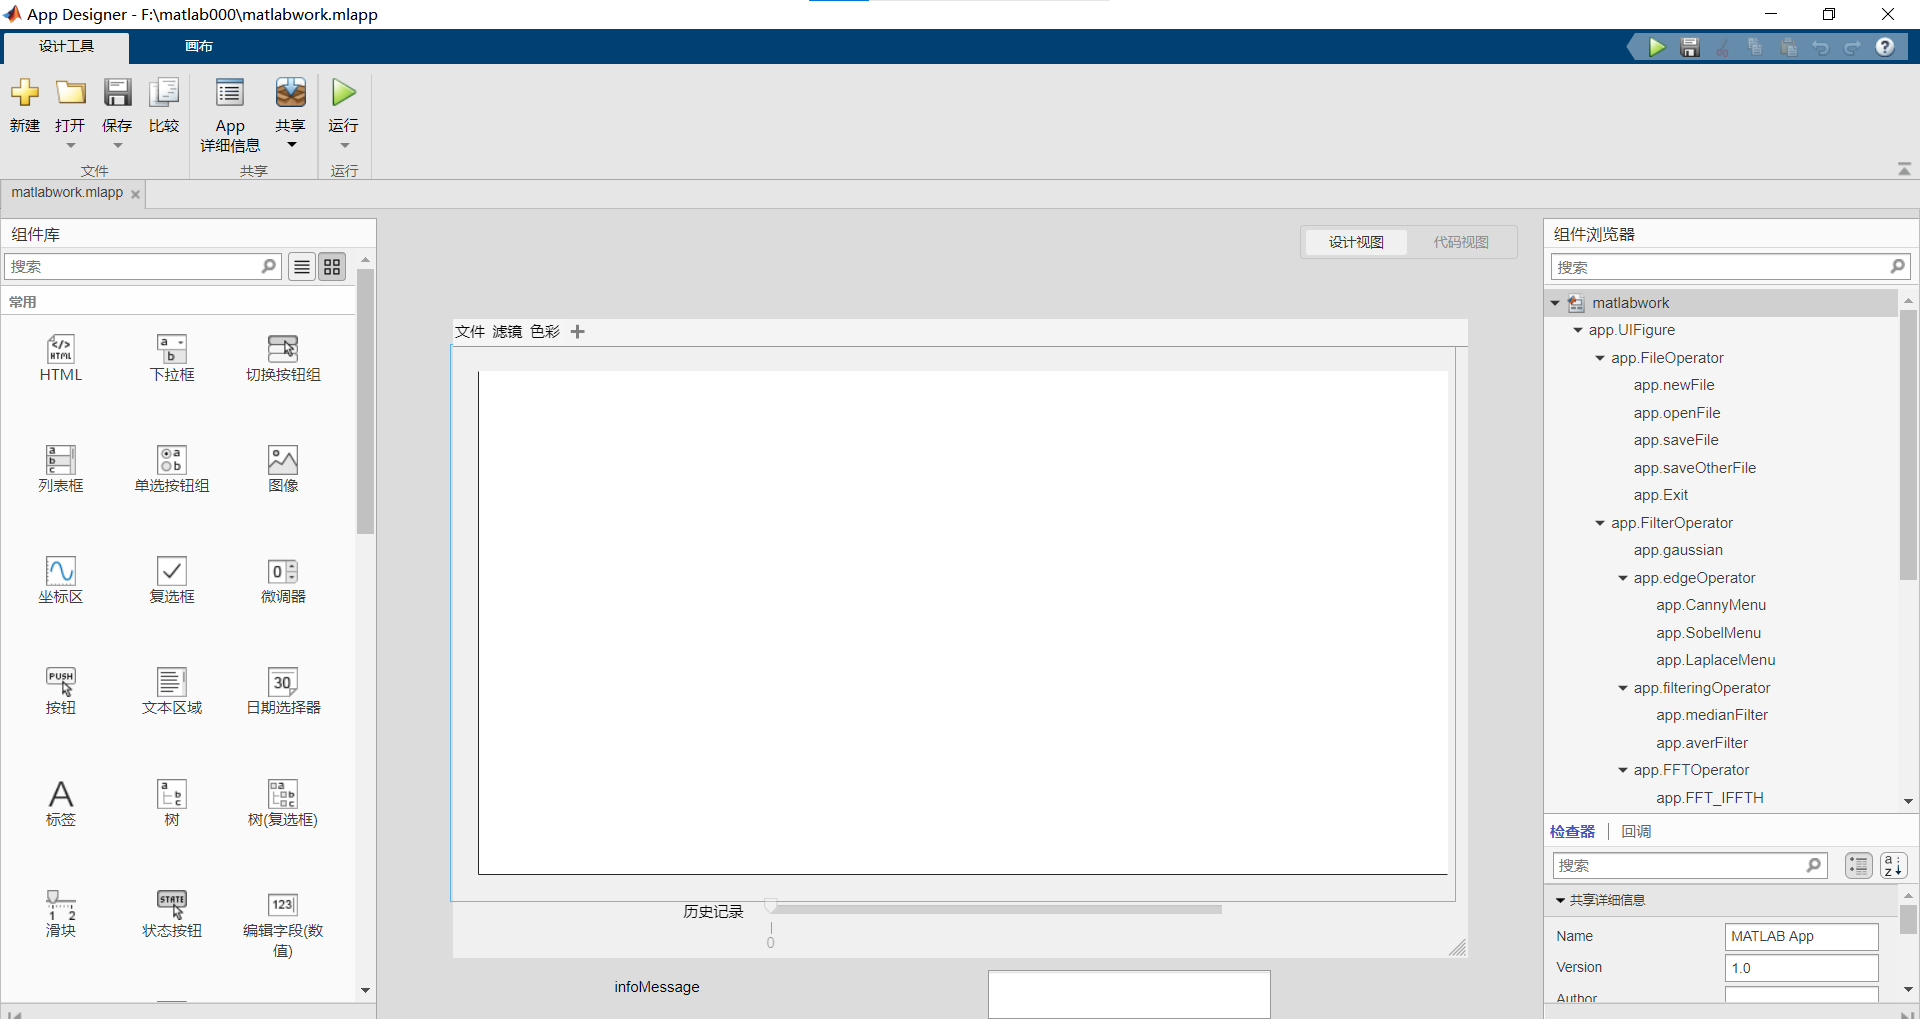 App Designer - F:\matlab000\matlabwork.mlapp
设计工具
画布
新建
打开
保存
比较
App
详细信息
共享
运行
文件
共享
运行
matlabwork.mlapp
组件库
搜索
常用
HTML
下拉框
切换按钮组
列表框
单选按钮组
图像
坐标区
复选框
微调器
按钮
文本区域
日期选择器
标签
树
树(复选框)
滑块
状态按钮
编辑字段(数
值)
设计视图
代码视图
文件 滤镜 色彩
历史记录
0
infoMessage
组件浏览器
搜索
matlabwork
app.UIFigure
app.FileOperator
app.newFile
app.openFile
app.saveFile
app.saveOtherFile
app.Exit
app.FilterOperator
app.gaussian
app.edgeOperator
app.CannyMenu
app.SobelMenu
app.LaplaceMenu
app.filteringOperator
app.medianFilter
app.averFilter
app.FFTOperator
app.FFT_IFFTH
检查器 回调
搜索
共享详细信息
Name MATLAB App
Version 1.0
Author